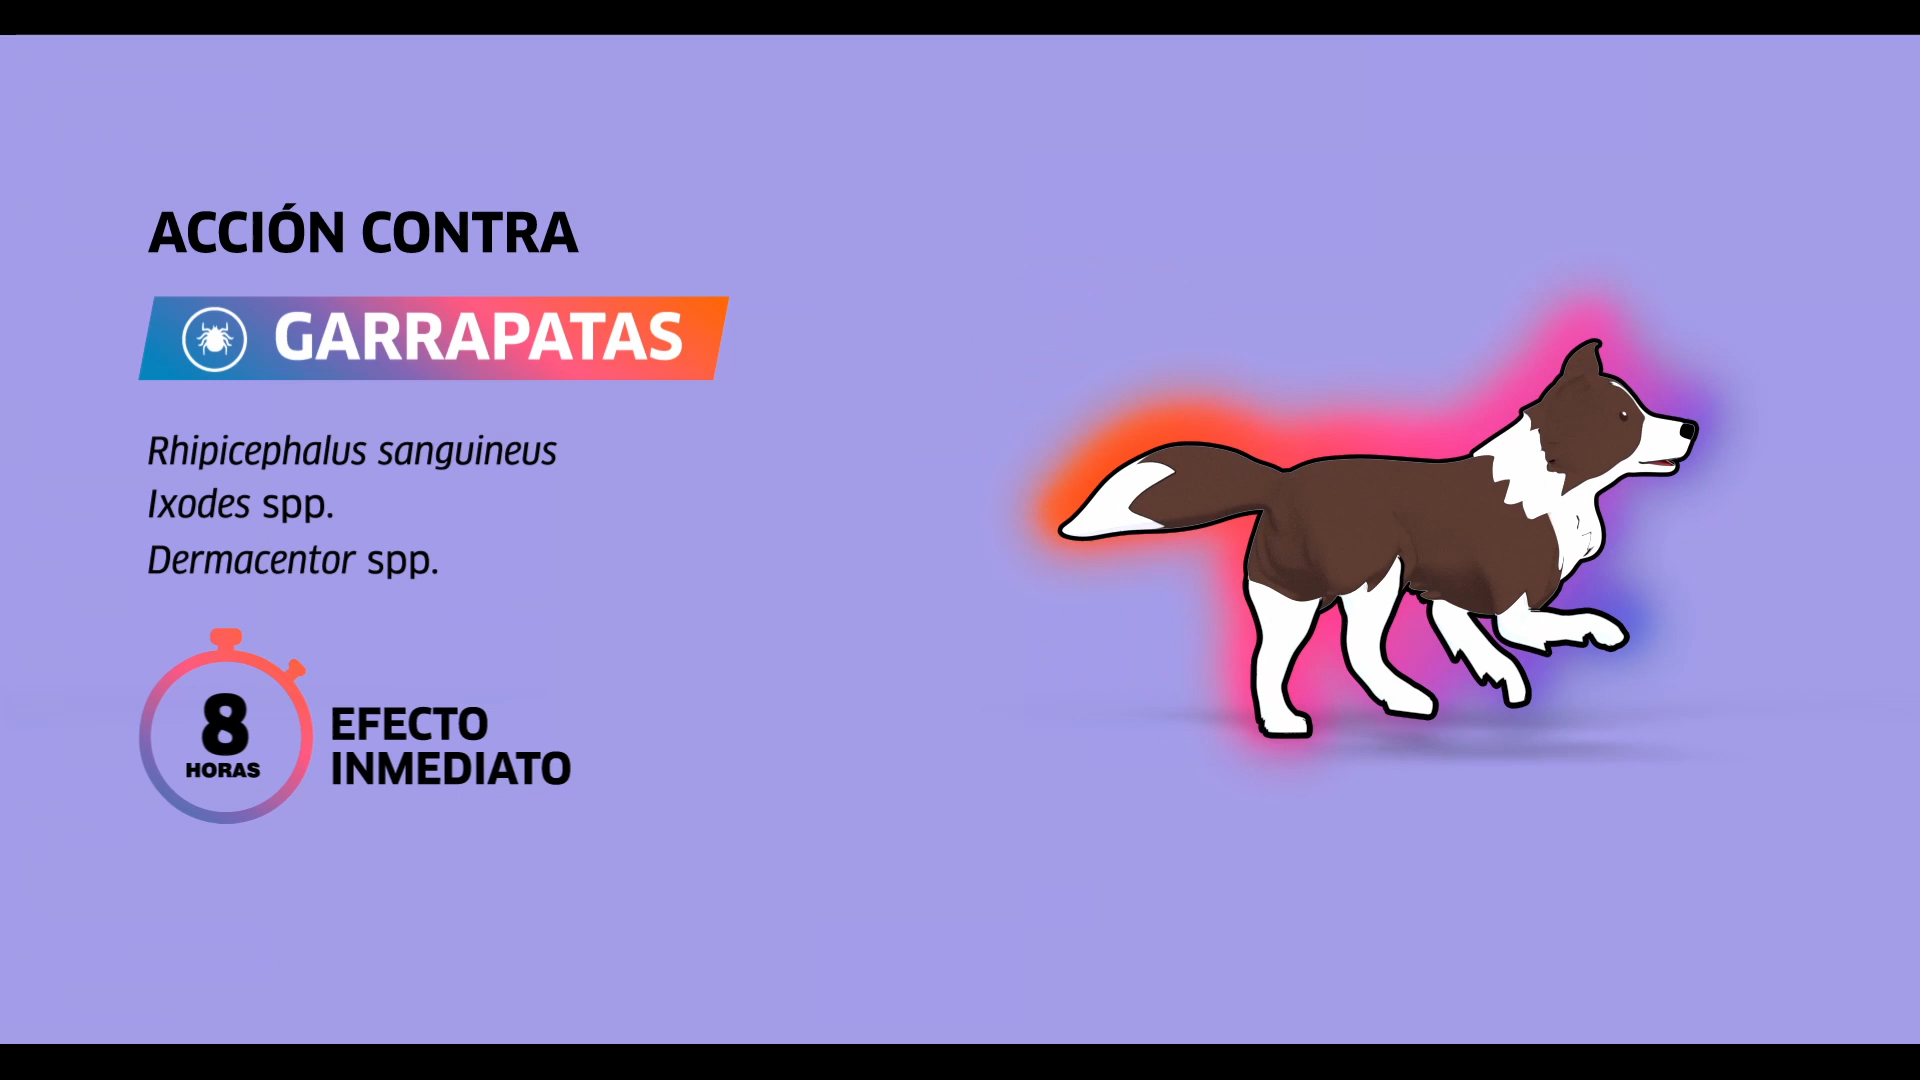 ACCIÓN CONTRA
GARRAPATAS
Rhipicephalus sanguineus
Ixodes spp.
Dermacentor spp.
8
HORAS
EFECTO
INMEDIATO